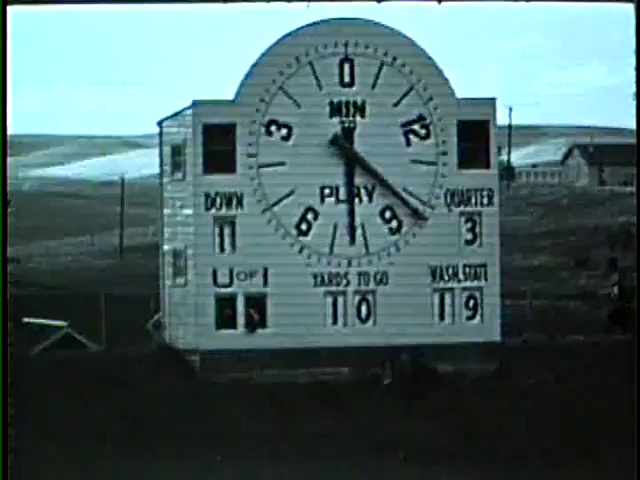 0
MIN
3 12
PLAY
6 9
DOWN QUARTER
1 3
U OF I YARDS TO GO WASH. STATE
10 19